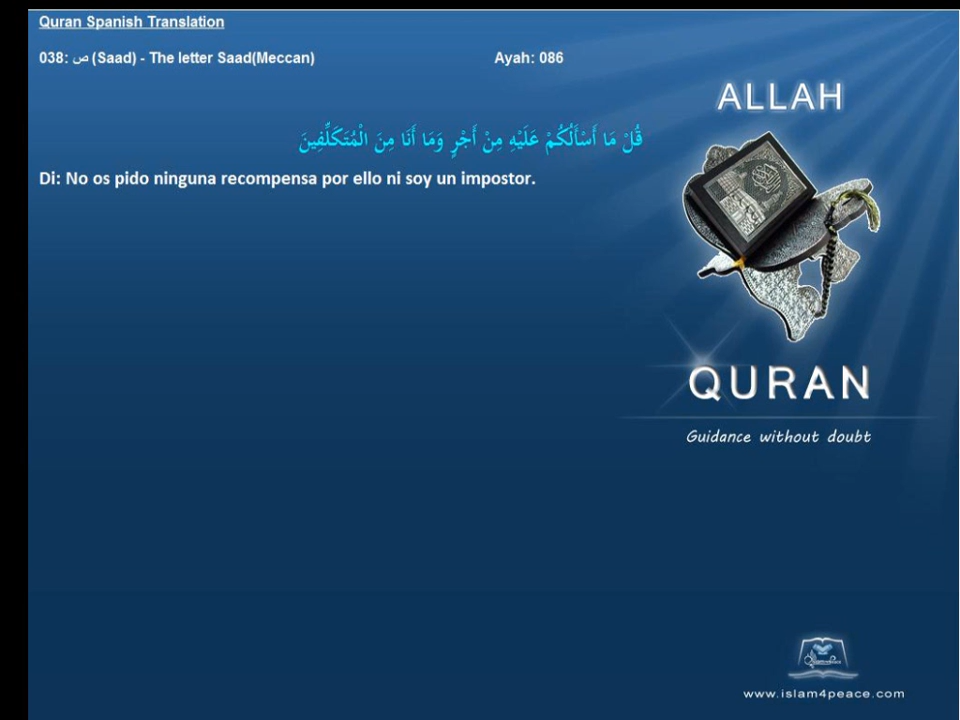 Quran Spanish Translation
038: ص (Saad) - The letter Saad(Meccan) Ayah: 086
قُلْ مَا أَسْأَلُكُمْ عَلَيْهِ مِنْ أَجْرٍ وَمَا أَنَا مِنَ الْمُتَكَلِّفِينَ
Di: No os pido ninguna recompensa por ello ni soy un impostor.
ALLAH
QURAN
Guidance without doubt
www.islam4peace.com